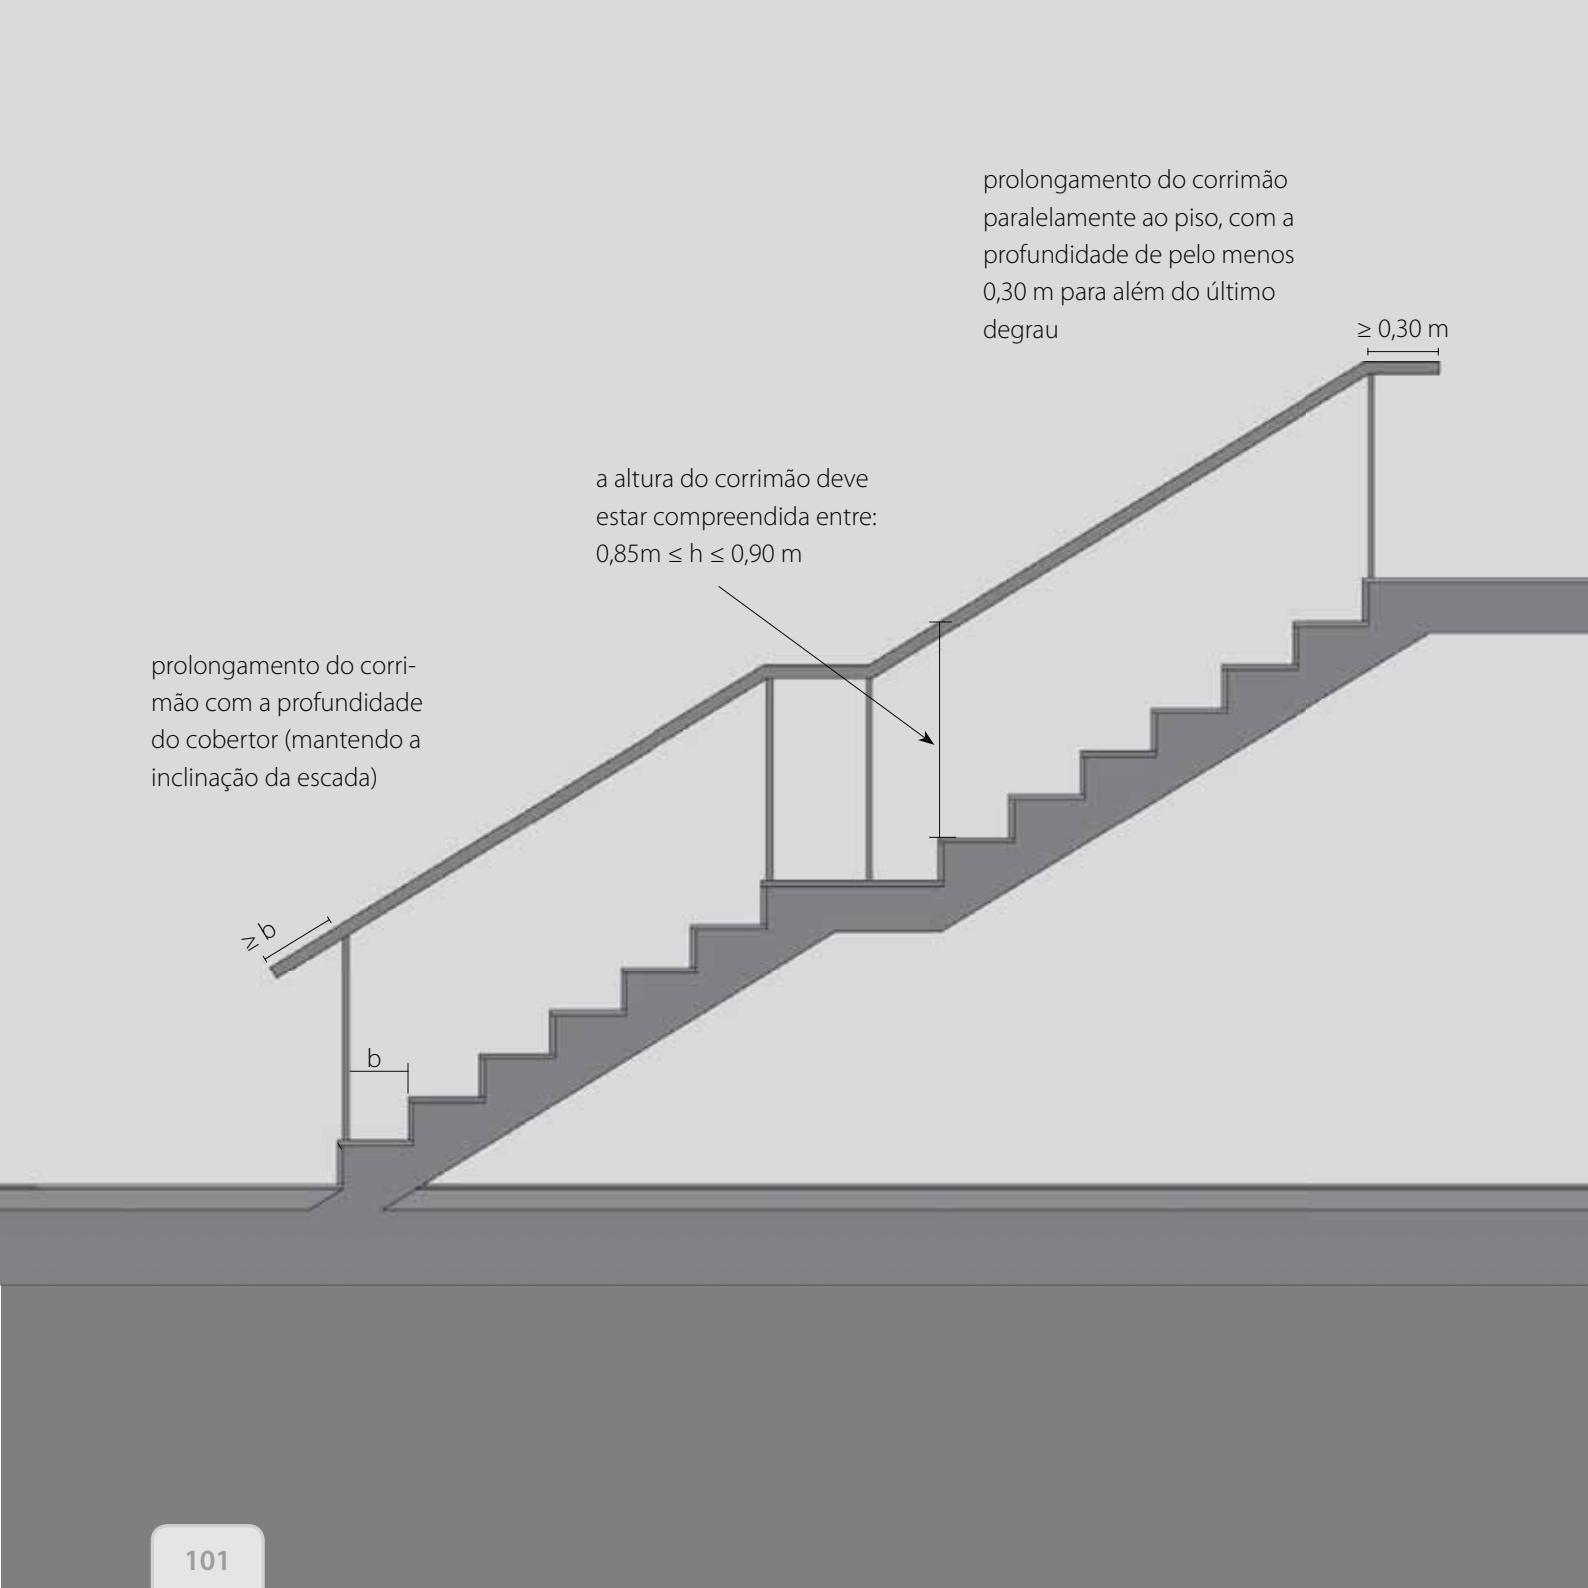 prolongamento do corrimão
paralelamente ao piso, com a
profundidade de pelo menos
0,30 m para além do último
degrau
≥ 0,30 m
a altura do corrimão deve
estar compreendida entre:
0,85m ≤ h ≤ 0,90 m
prolongamento do corri-
mão com a profundidade
do cobertor (mantendo a
inclinação da escada)
≥ b
b
101